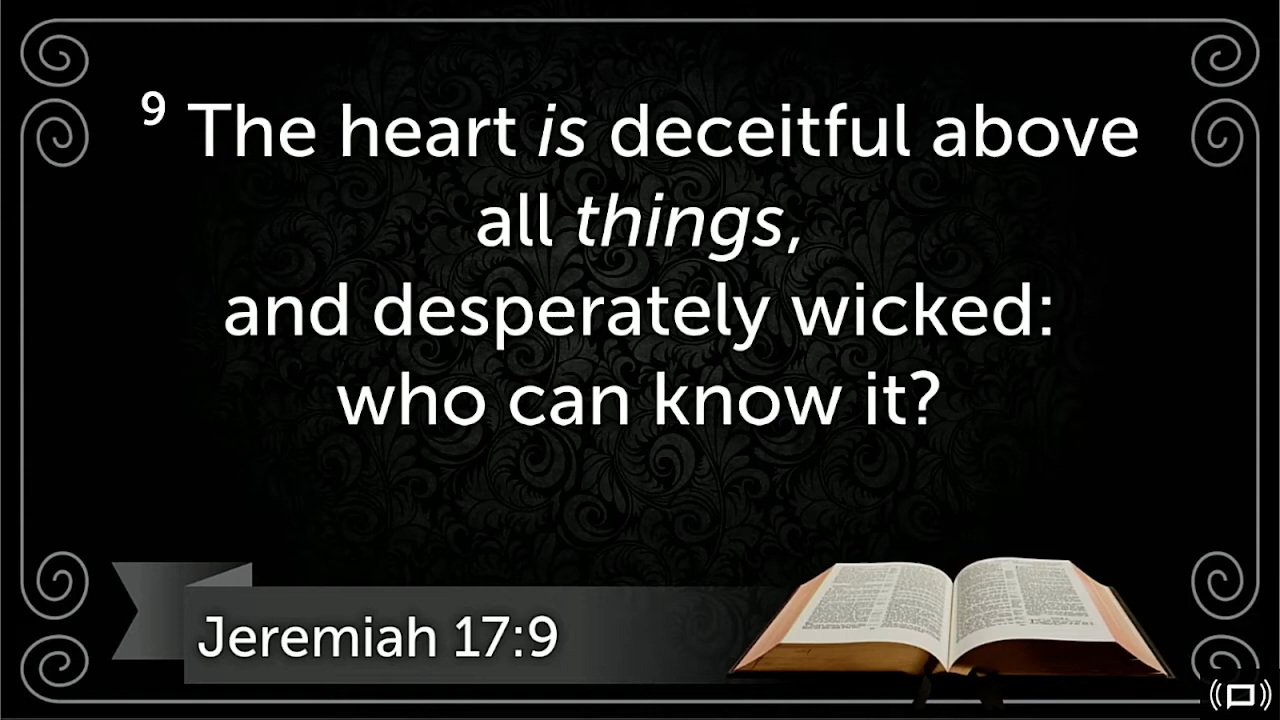 9 The heart is deceitful above
all things,
and desperately wicked:
who can know it?
Jeremiah 17:9